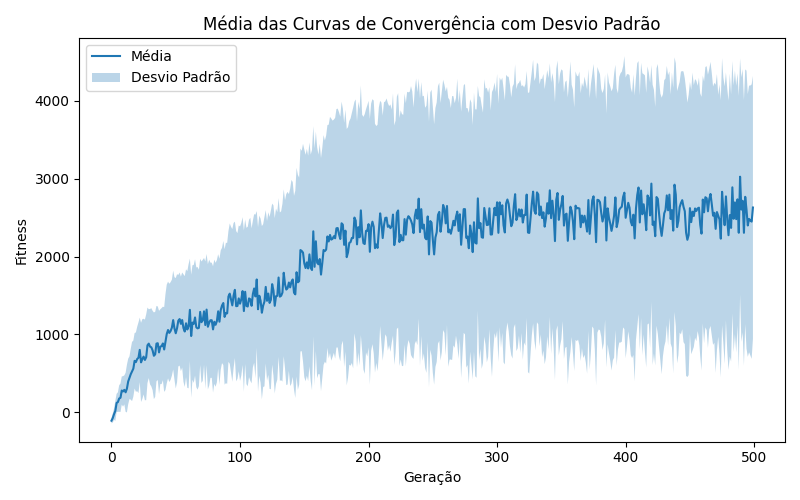 Média das Curvas de Convergência com Desvio Padrão
Média
Desvio Padrão
Fitness
4000
3000
2000
1000
0
0 100 200 300 400 500
Geração